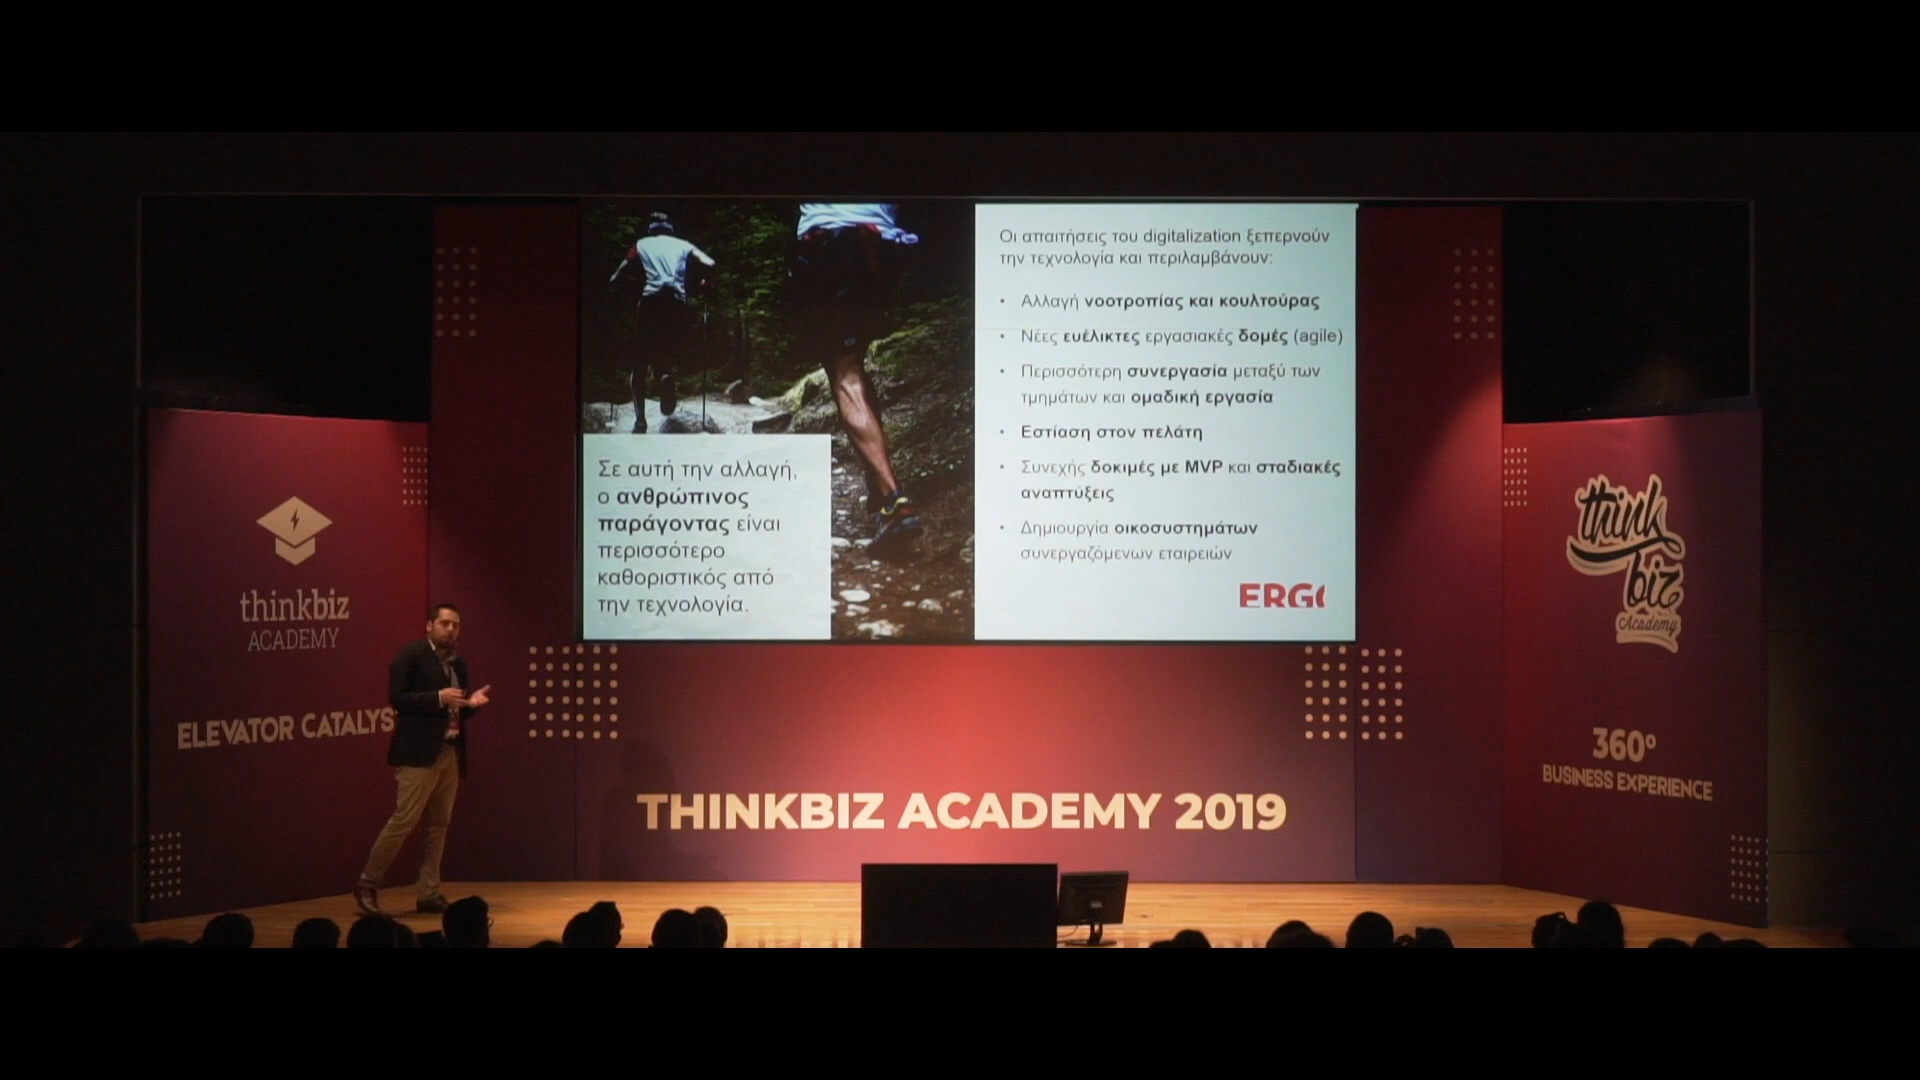 Οι απαιτήσεις του digitalization ξεπερνούν
την τεχνολογία και περιλαμβάνουν:
• Αλλαγή νοοτροπίας και κουλτούρας
• Νέες ευέλικτες εργασιακές δομές (agile)
• Περισσότερη συνεργασία μεταξύ των
τμημάτων και ομαδική εργασία
• Εστίαση στον πελάτη
• Συνεχής δοκιμές με MVP και σταδιακές
αναπτύξεις
• Δημιουργία οικοσυστημάτων
συνεργαζόμενων εταιρειών
ERGO
Σε αυτή την αλλαγή,
ο ανθρώπινος
παράγοντας είναι
περισσότερο
καθοριστικός από
την τεχνολογία.
thinkbiz
ACADEMY
ELEVATOR CATALYS
THINKBIZ ACADEMY 2019
think
biz
Academy
360º
BUSINESS EXPERIENCE